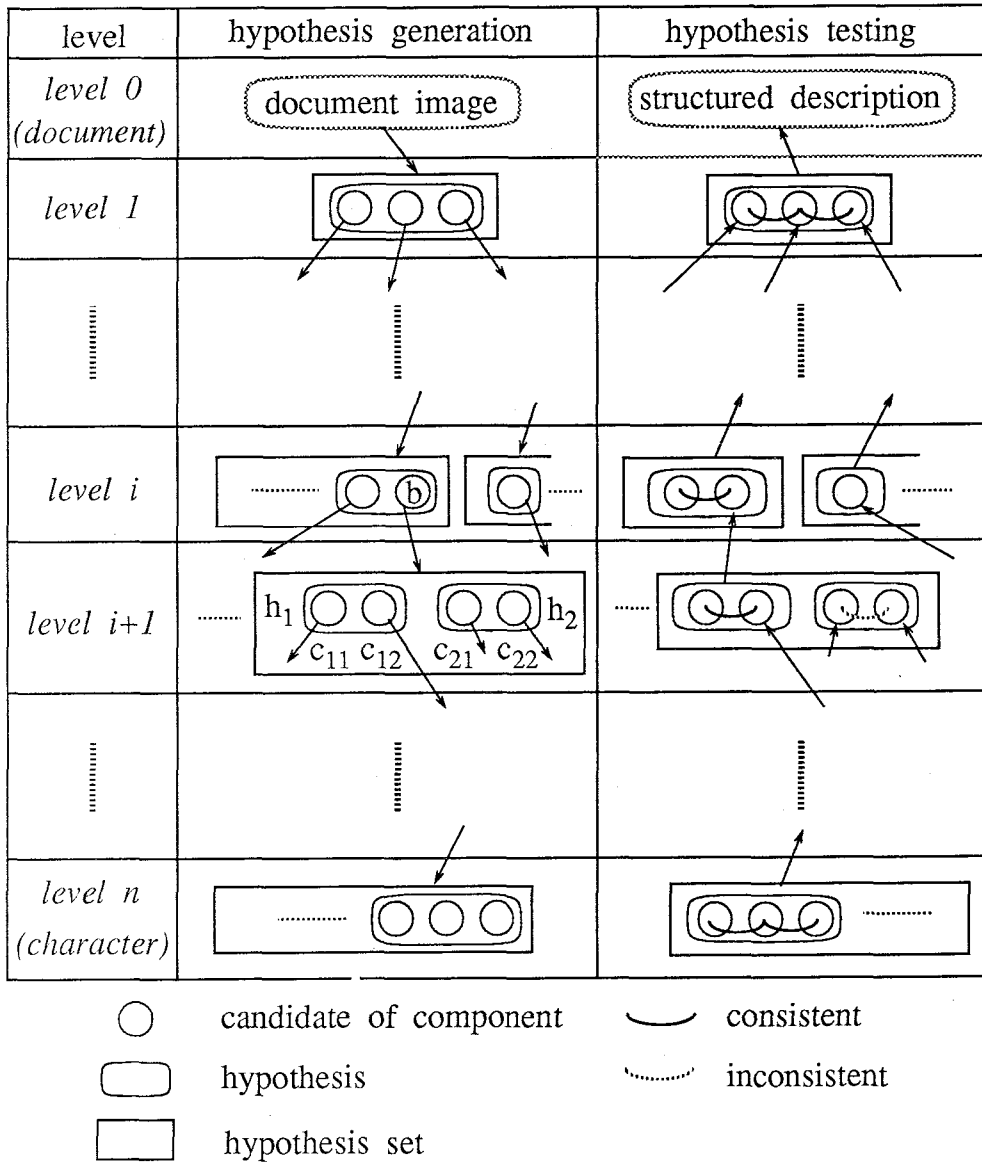 level hypothesis generation hypothesis testing
level 0
(document)
document image structured description
level 1
level i
b
level i+1
h1 h2
c11 c12 c21 c22
level n
(character)
candidate of component consistent
hypothesis inconsistent
hypothesis set